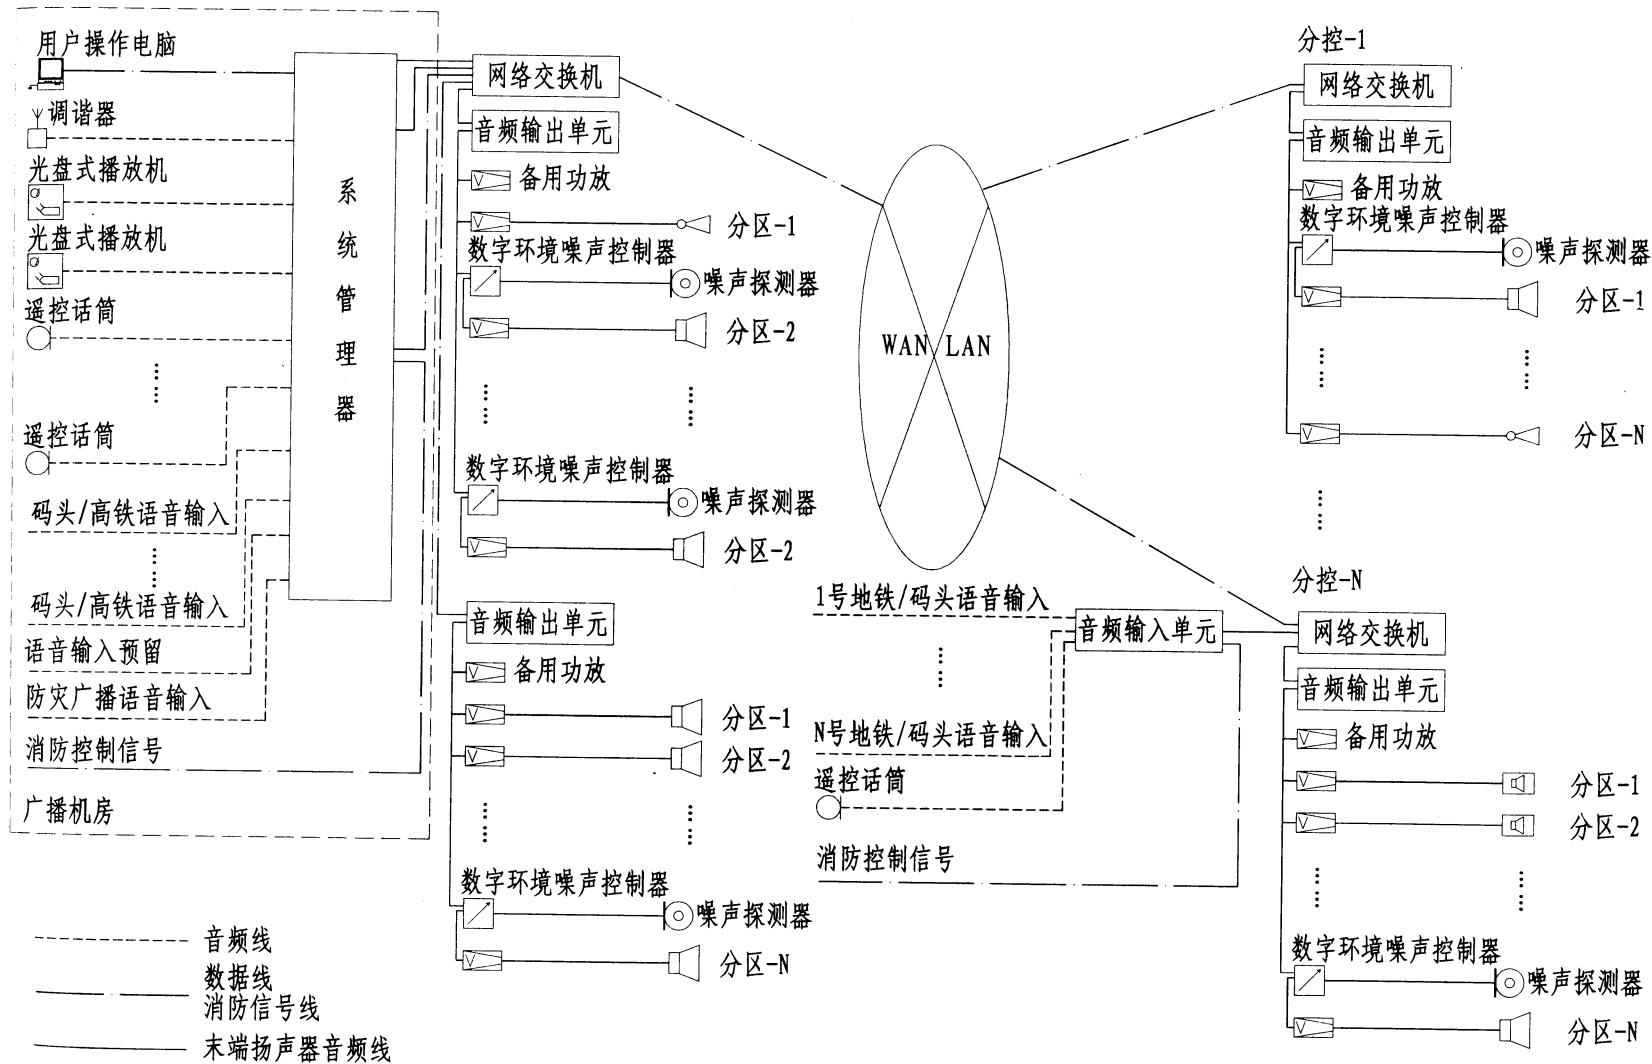 用户操作电脑
调谐器
光盘式播放机
光盘式播放机
遥控话筒
遥控话筒
码头/高铁语音输入
码头/高铁语音输入
语音输入预留
防灾广播语音输入
消防控制信号
广播机房
系统管理器
网络交换机
音频输出单元
备用功放
分区-1
数字环境噪声控制器
噪声探测器
分区-2
数字环境噪声控制器
噪声探测器
分区-2
音频输出单元
备用功放
分区-1
分区-2
数字环境噪声控制器
噪声探测器
分区-N
WAN LAN
分控-1
网络交换机
音频输出单元
备用功放
数字环境噪声控制器
噪声探测器
分区-1
分区-N
1号地铁/码头语音输入
音频输入单元
N号地铁/码头语音输入
遥控话筒
消防控制信号
分控-N
网络交换机
音频输出单元
备用功放
分区-1
分区-2
数字环境噪声控制器
噪声探测器
分区-N
音频线
数据线
消防信号线
末端扬声器音频线